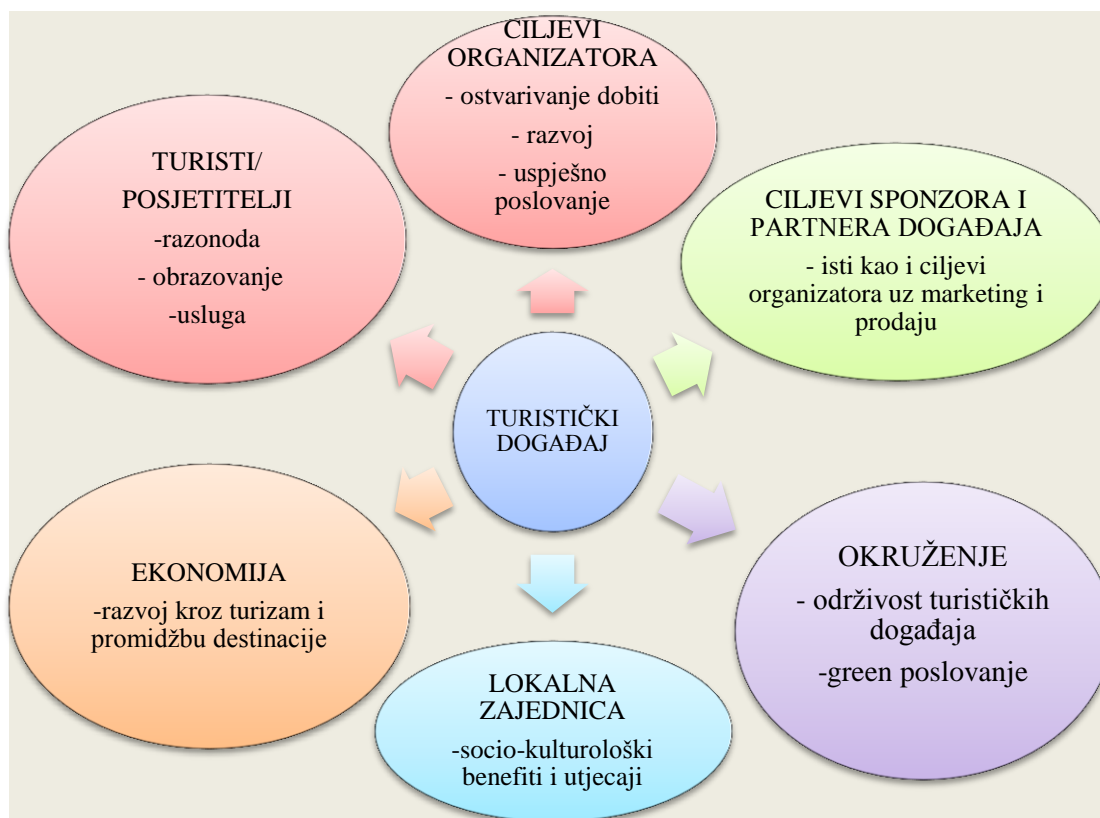 CILJEVI
ORGANIZATORA
- ostvarivanje dobiti
- razvoj
- uspješno
poslovanje
TURISTI/
POSJETITELJI
-razonoda
- obrazovanje
-usluga
CILJEVI SPONZORA I
PARTNERA DOGAĐAJA
- isti kao i ciljevi
organizatora uz marketing i
prodaju
TURISTIČKI
DOGAĐAJ
EKONOMIJA
-razvoj kroz turizam i
promidžbu destinacije
OKRUŽENJE
- održivost turističkih
događaja
-green poslovanje
LOKALNA
ZAJEDNICA
-socio-kulturološki
benefiti i utjecaji